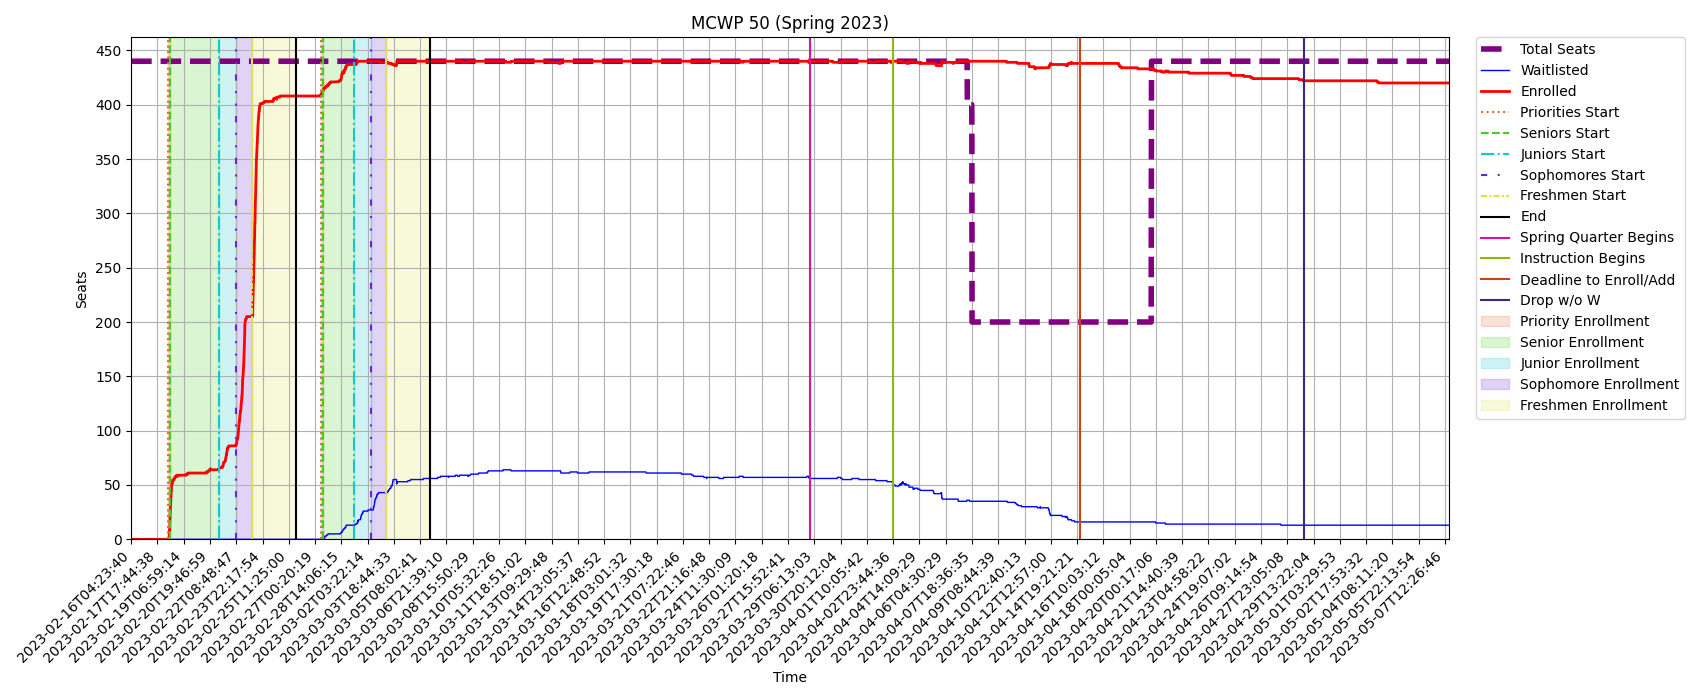 MCWP 50 (Spring 2023)
Seats
450
400
350
300
250
200
150
100
50
0
2023-02-16T04:23:40
2023-02-17T17:44:38
2023-02-19T06:59:14
2023-02-20T19:46:59
2023-02-22T08:48:47
2023-02-23T22:17:54
2023-02-25T11:25:00
2023-02-27T00:20:19
2023-02-28T14:06:15
2023-03-02T03:22:14
2023-03-03T18:44:33
2023-03-05T08:02:41
2023-03-06T21:39:10
2023-03-08T15:50:29
2023-03-10T05:32:26
2023-03-11T18:51:02
2023-03-13T09:29:48
2023-03-14T23:05:37
2023-03-16T12:48:52
2023-03-18T03:01:32
2023-03-19T17:30:18
2023-03-21T07:22:46
2023-03-22T21:16:48
2023-03-24T11:30:09
2023-03-26T01:20:18
2023-03-27T15:52:41
2023-03-29T06:13:03
2023-03-30T20:12:04
2023-04-01T10:05:42
2023-04-02T23:44:36
2023-04-04T14:09:29
2023-04-06T04:30:29
2023-04-07T18:36:35
2023-04-09T08:44:39
2023-04-10T22:40:13
2023-04-12T12:57:00
2023-04-14T19:21:21
2023-04-16T10:03:12
2023-04-18T00:05:04
2023-04-20T00:17:06
2023-04-21T14:40:39
2023-04-23T04:58:22
2023-04-24T19:07:02
2023-04-26T09:14:54
2023-04-27T23:05:08
2023-04-29T13:22:04
2023-05-01T03:29:53
2023-05-02T17:53:32
2023-05-04T08:11:20
2023-05-05T22:13:54
2023-05-07T12:26:46
Time
Total Seats
Waitlisted
Enrolled
Priorities Start
Seniors Start
Juniors Start
Sophomores Start
Freshmen Start
End
Spring Quarter Begins
Instruction Begins
Deadline to Enroll/Add
Drop w/o W
Priority Enrollment
Senior Enrollment
Junior Enrollment
Sophomore Enrollment
Freshmen Enrollment